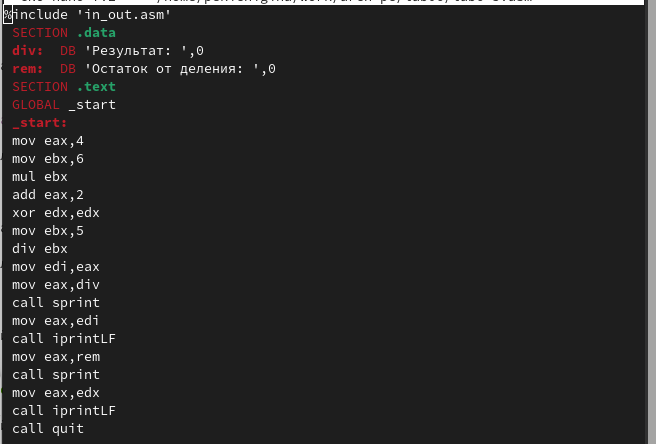 %include 'in_out.asm'
SECTION .data
div:  DB 'Результат: ',0
rem:  DB 'Остаток от деления: ',0
SECTION .text
GLOBAL _start
_start:
mov eax,4
mov ebx,6
mul ebx
add eax,2
xor edx,edx
mov ebx,5
div ebx
mov edi,eax
mov eax,div
call sprint
mov eax,edi
call iprintLF
mov eax,rem
call sprint
mov eax,edx
call iprintLF
call quit